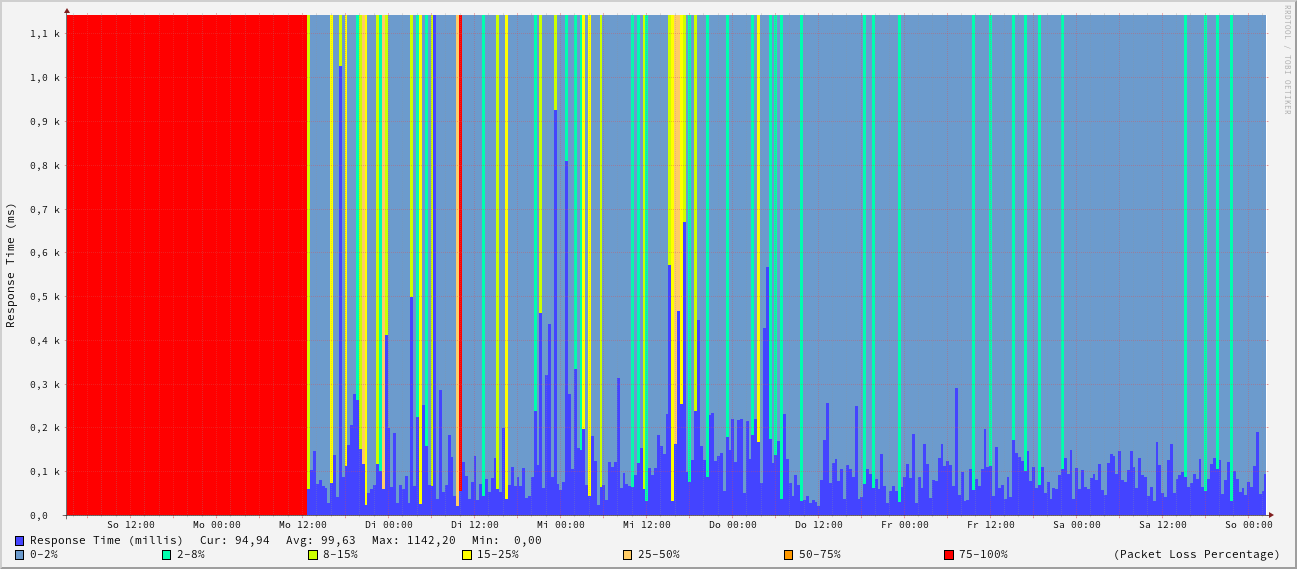 RRDTOOL / TOBI OETIKER
Response Time (ms)
1,1 k
1,0 k
0,9 k
0,8 k
0,7 k
0,6 k
0,5 k
0,4 k
0,3 k
0,2 k
0,1 k
0,0
So 12:00 Mo 00:00 Mo 12:00 Di 00:00 Di 12:00 Mi 00:00 Mi 12:00 Do 00:00 Do 12:00 Fr 00:00 Fr 12:00 Sa 00:00 Sa 12:00 So 00:00
Response Time (millis) Cur: 94,94 Avg: 99,63 Max: 1142,20 Min: 0,00
0-2% 2-8% 8-15% 15-25% 25-50% 50-75% 75-100% (Packet Loss Percentage)